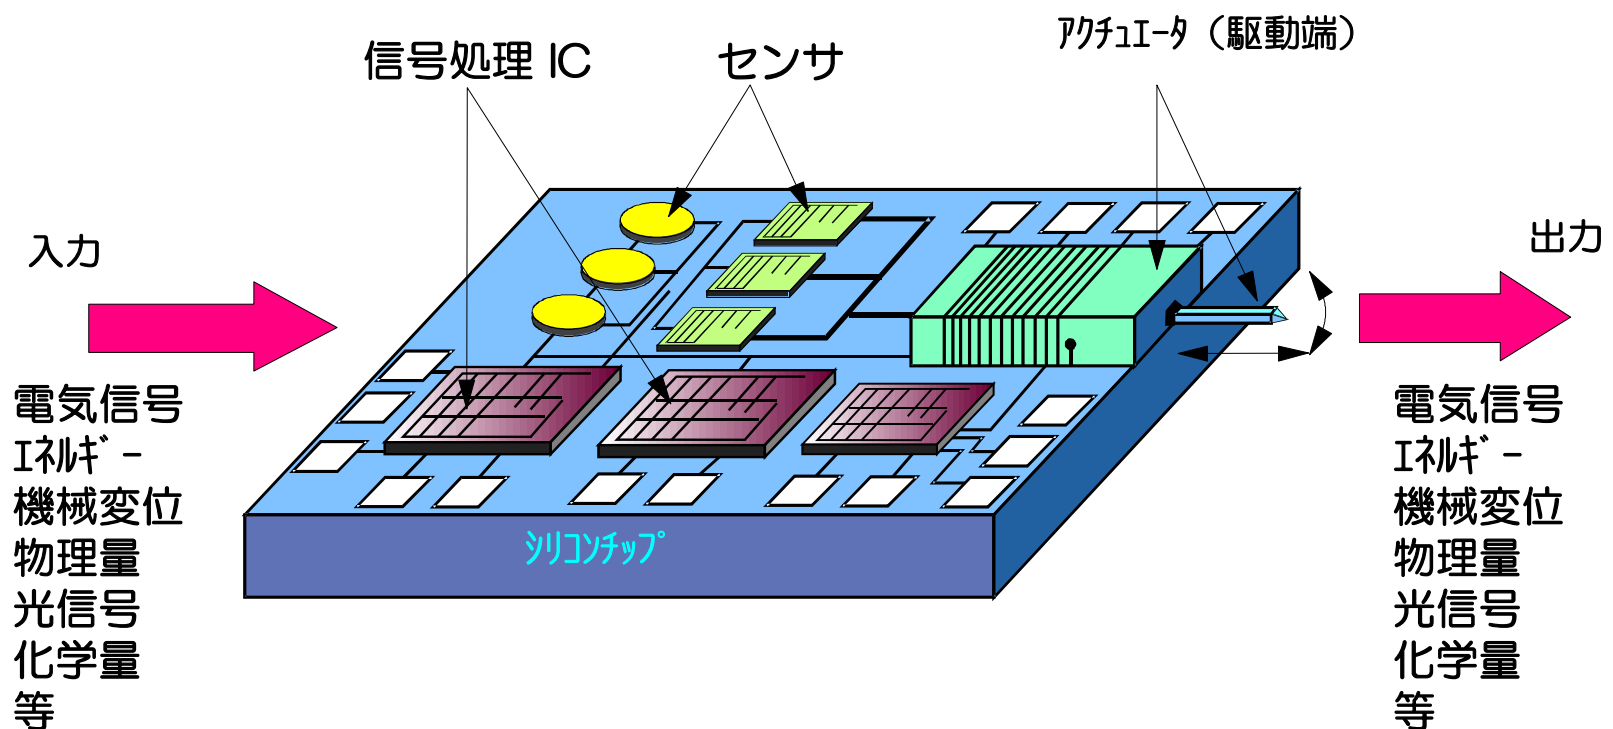 信号処理 IC
センサ
ｱｸﾁｭｴｰﾀ（駆動端）
入力
出力
電気信号
ｴﾈﾙｷﾞｰ
機械変位
物理量
光信号
化学量
等
ｼﾘｺﾝﾁｯﾌﾟ
電気信号
ｴﾈﾙｷﾞｰ
機械変位
物理量
光信号
化学量
等